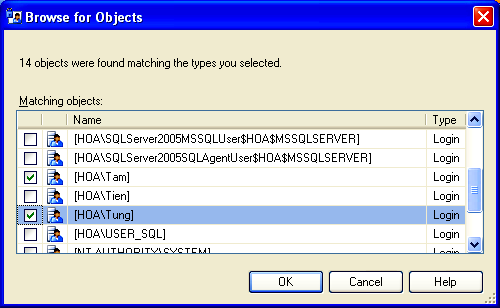 Browse for Objects
14 objects were found matching the types you selected.
Matching objects:
Name Type
[HOA\SQLServer2005MSSQLUser$HOA$MSSQLSERVER] Login
[HOA\SQLServer2005SQLAgentUser$HOA$MSSQLSERVER] Login
[HOA\Tam] Login
[HOA\Tien] Login
[HOA\Tung] Login
[HOA\USER_SQL] Login
[NT AUTHORITY\SYSTEM] Login
OK Cancel Help